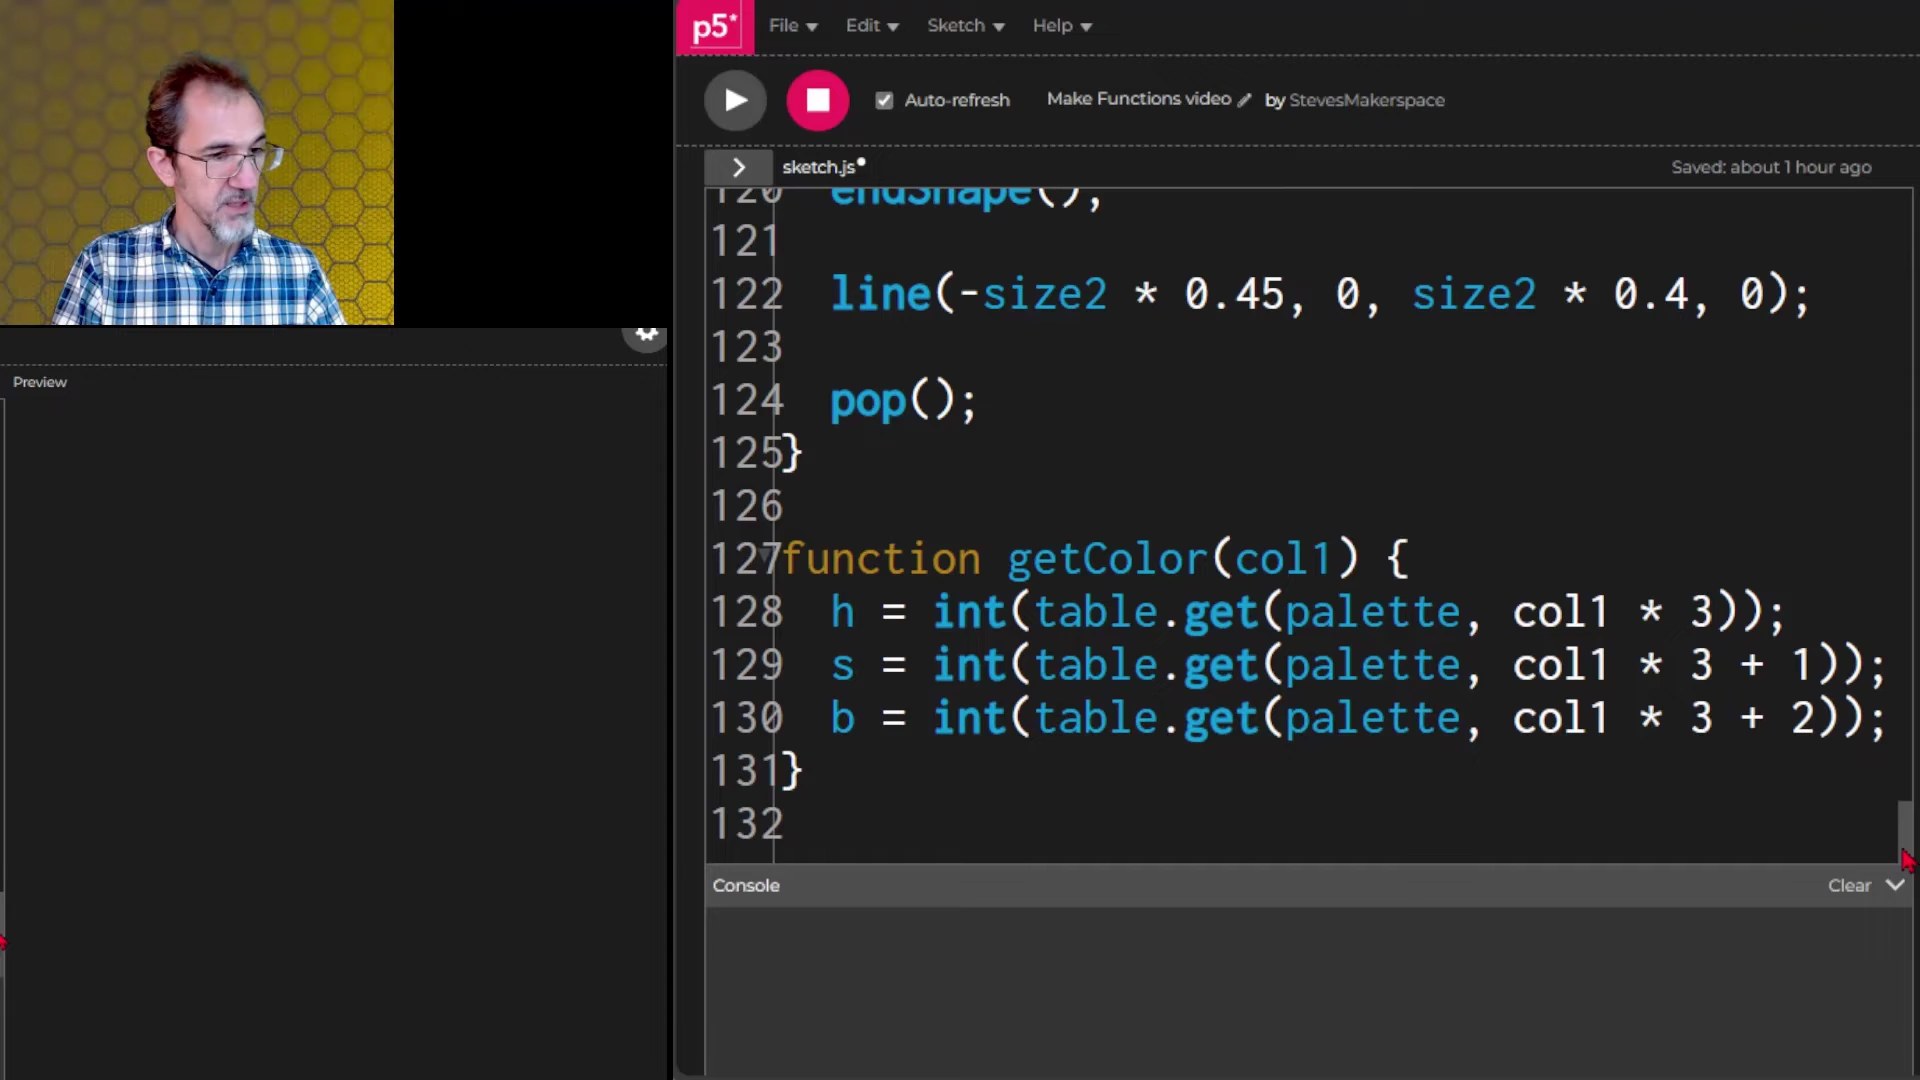 p5* File Edit Sketch Help
Auto-refresh Make Functions video by StevesMakerspace
sketch.js Saved: about 1 hour ago
Preview
120 endShape();
121
122 line(-size2 * 0.45, 0, size2 * 0.4, 0);
123
124 pop();
125 }
126
127 function getColor(col1) {
128 h = int(table.get(palette, col1 * 3));
129 s = int(table.get(palette, col1 * 3 + 1));
130 b = int(table.get(palette, col1 * 3 + 2));
131 }
132
Console Clear